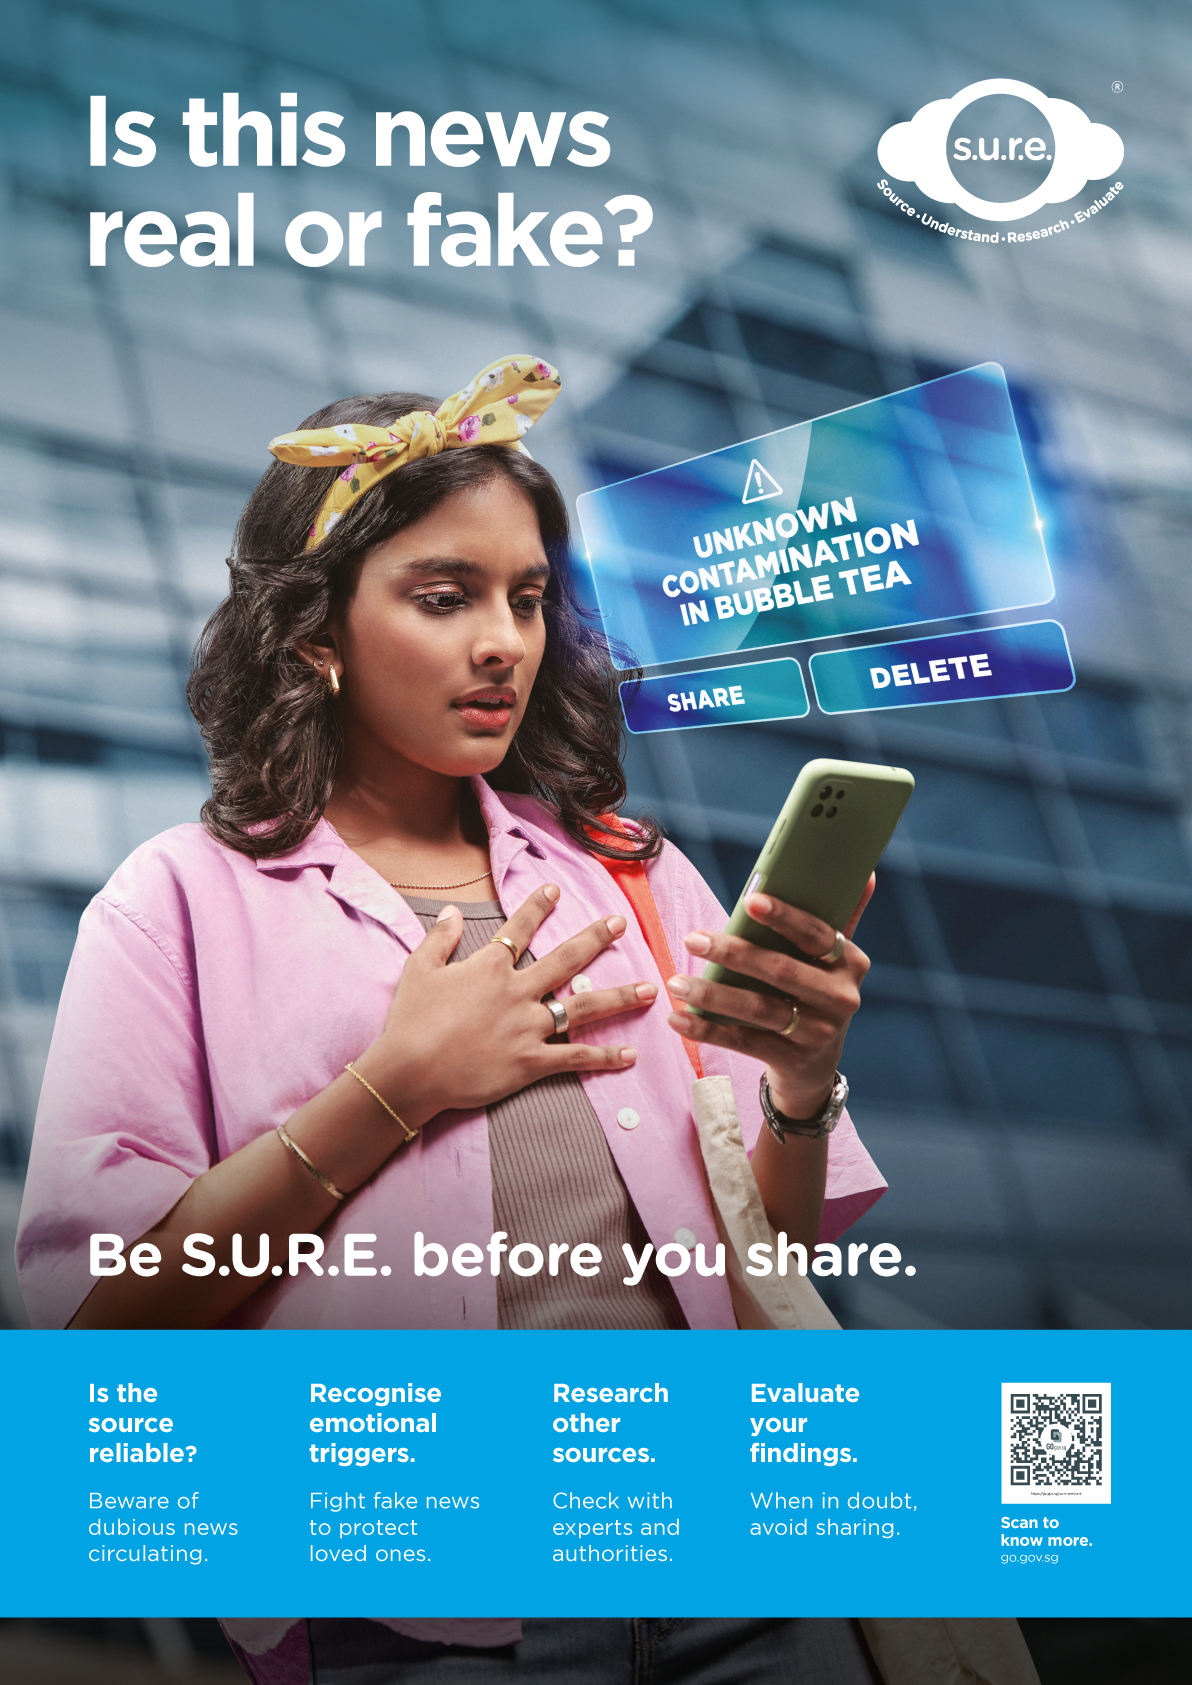 Is this news
real or fake?
®
s.u.r.e.
Source • Understand • Research • Evaluate
UNKNOWN
CONTAMINATION
IN BUBBLE TEA
SHARE
DELETE
Be S.U.R.E. before you share.
Is the
source
reliable?
Beware of
dubious news
circulating.
Recognise
emotional
triggers.
Fight fake news
to protect
loved ones.
Research
other
sources.
Check with
experts and
authorities.
Evaluate
your
findings.
When in doubt,
avoid sharing.
GO.GOV.SG
Scan to
know more.
go.gov.sg